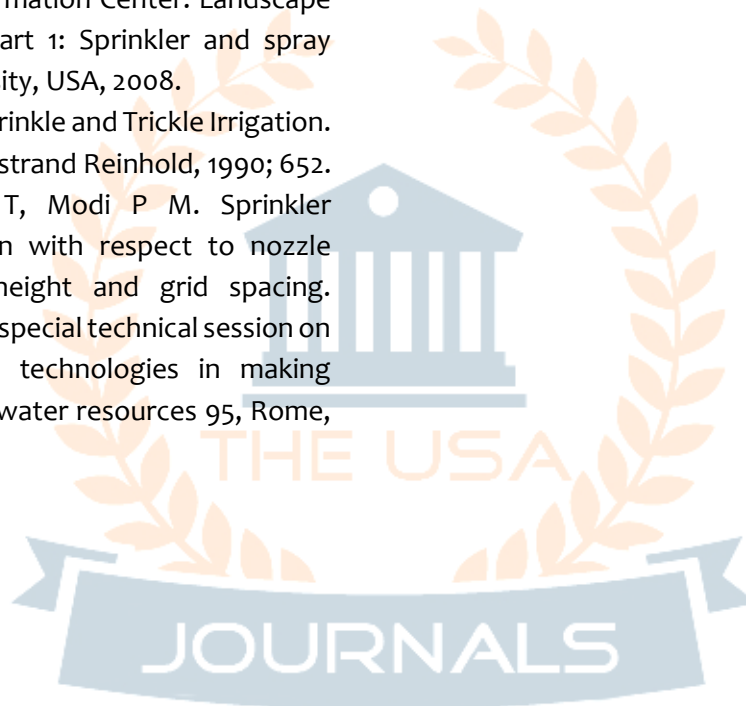 rmation Center. Landscape
art 1: Sprinkler and spray
sity, USA, 2008.
rinkle and Trickle Irrigation.
strand Reinhold, 1990; 652.
T, Modi P M. Sprinkler
n with respect to nozzle
height and grid spacing.
special technical session on
technologies in making
water resources 95, Rome,
THE USA
JOURNALS